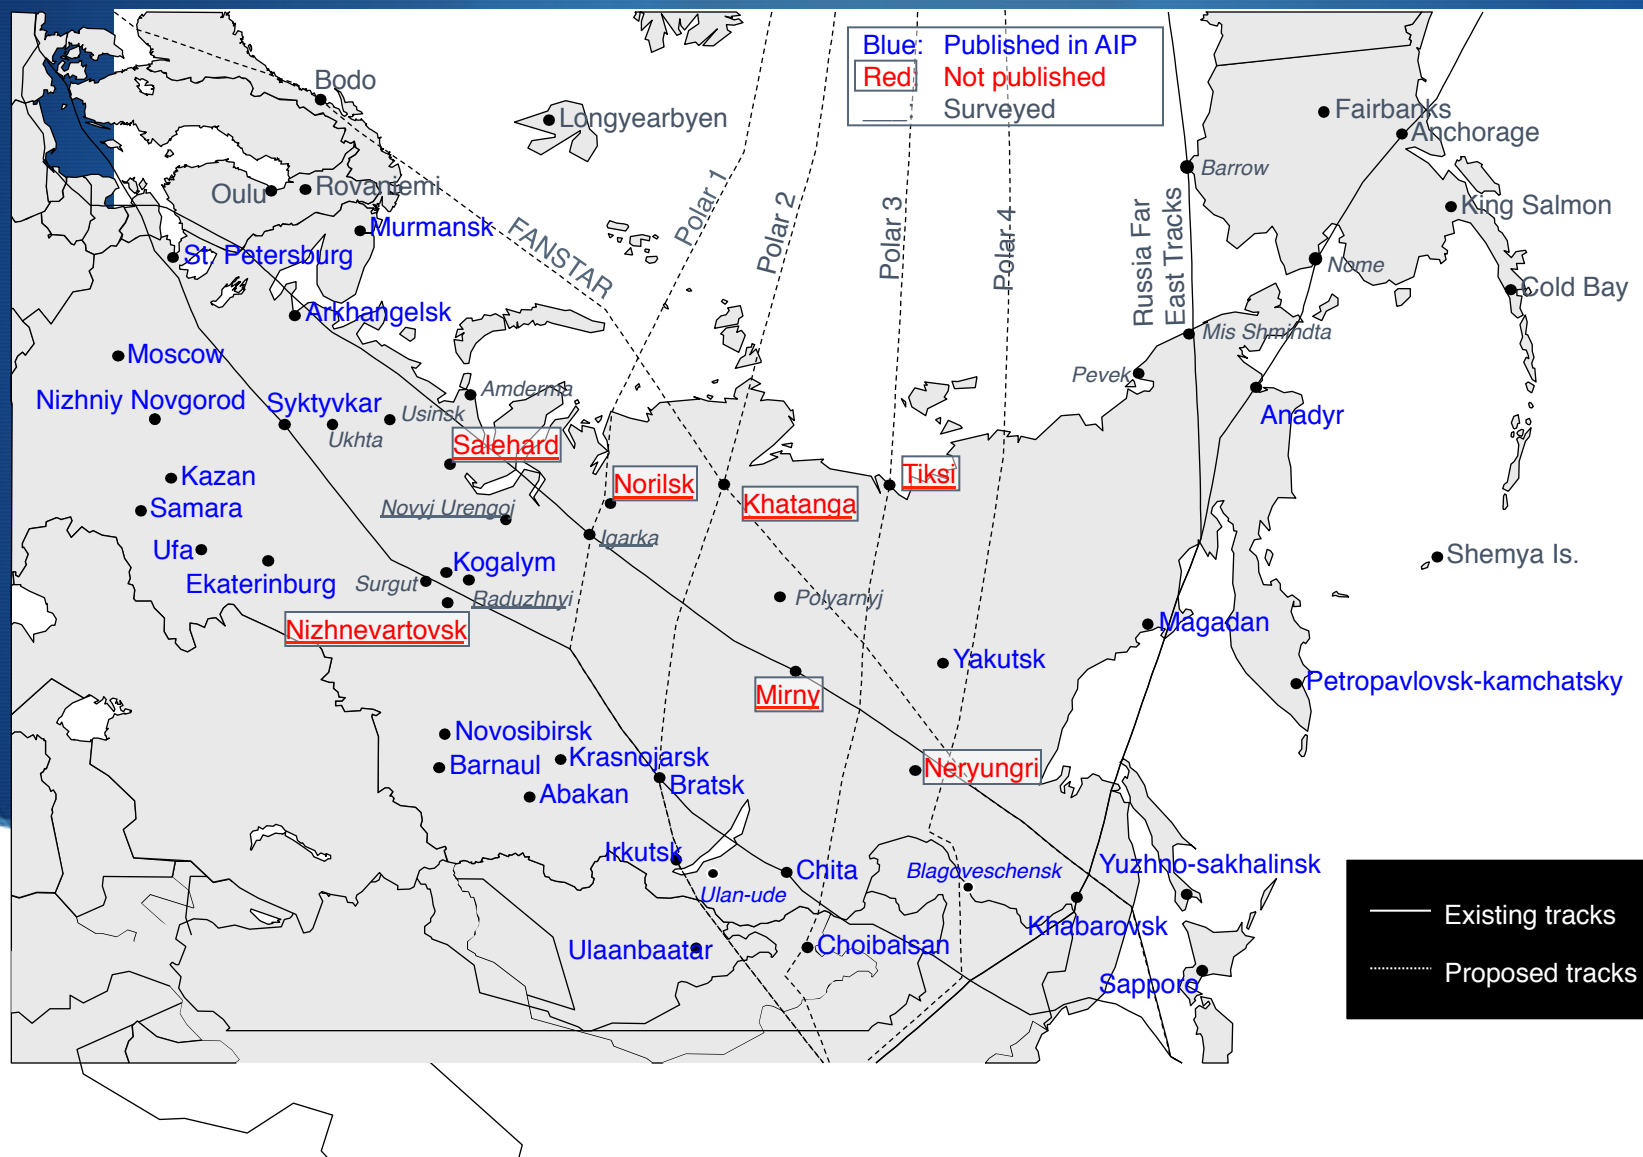 Blue: Published in AIP
Red: Not published
___: Surveyed
Bodo
Longyearbyen
Fairbanks
Anchorage
Barrow
Oulu
Rovaniemi
King Salmon
Murmansk
FANSTAR
Polar 1
Polar 2
Polar 3
Polar 4
Russia Far
East Tracks
St. Petersburg
Nome
Cold Bay
Arkhangelsk
Mis Shmindta
Moscow
Pevek
Amderma
Nizhniy Novgorod
Syktyvkar
Usinsk
Ukhta
Anadyr
Salehard
Kazan
Norilsk
Tiksi
Khatanga
Samara
Novyj Urengoj
Igarka
Ufa
Shemya Is.
Ekaterinburg
Surgut
Kogalym
Raduzhnyi
Polyarnyj
Nizhnevartovsk
Magadan
Yakutsk
Mirny
Petropavlovsk-kamchatsky
Novosibirsk
Barnaul
Krasnojarsk
Neryungri
Abakan
Bratsk
Irkutsk
Chita
Blagoveschensk
Yuzhno-sakhalinsk
Ulan-ude
Khabarovsk
Ulaanbaatar
Choibalsan
Sapporo
Existing tracks
Proposed tracks